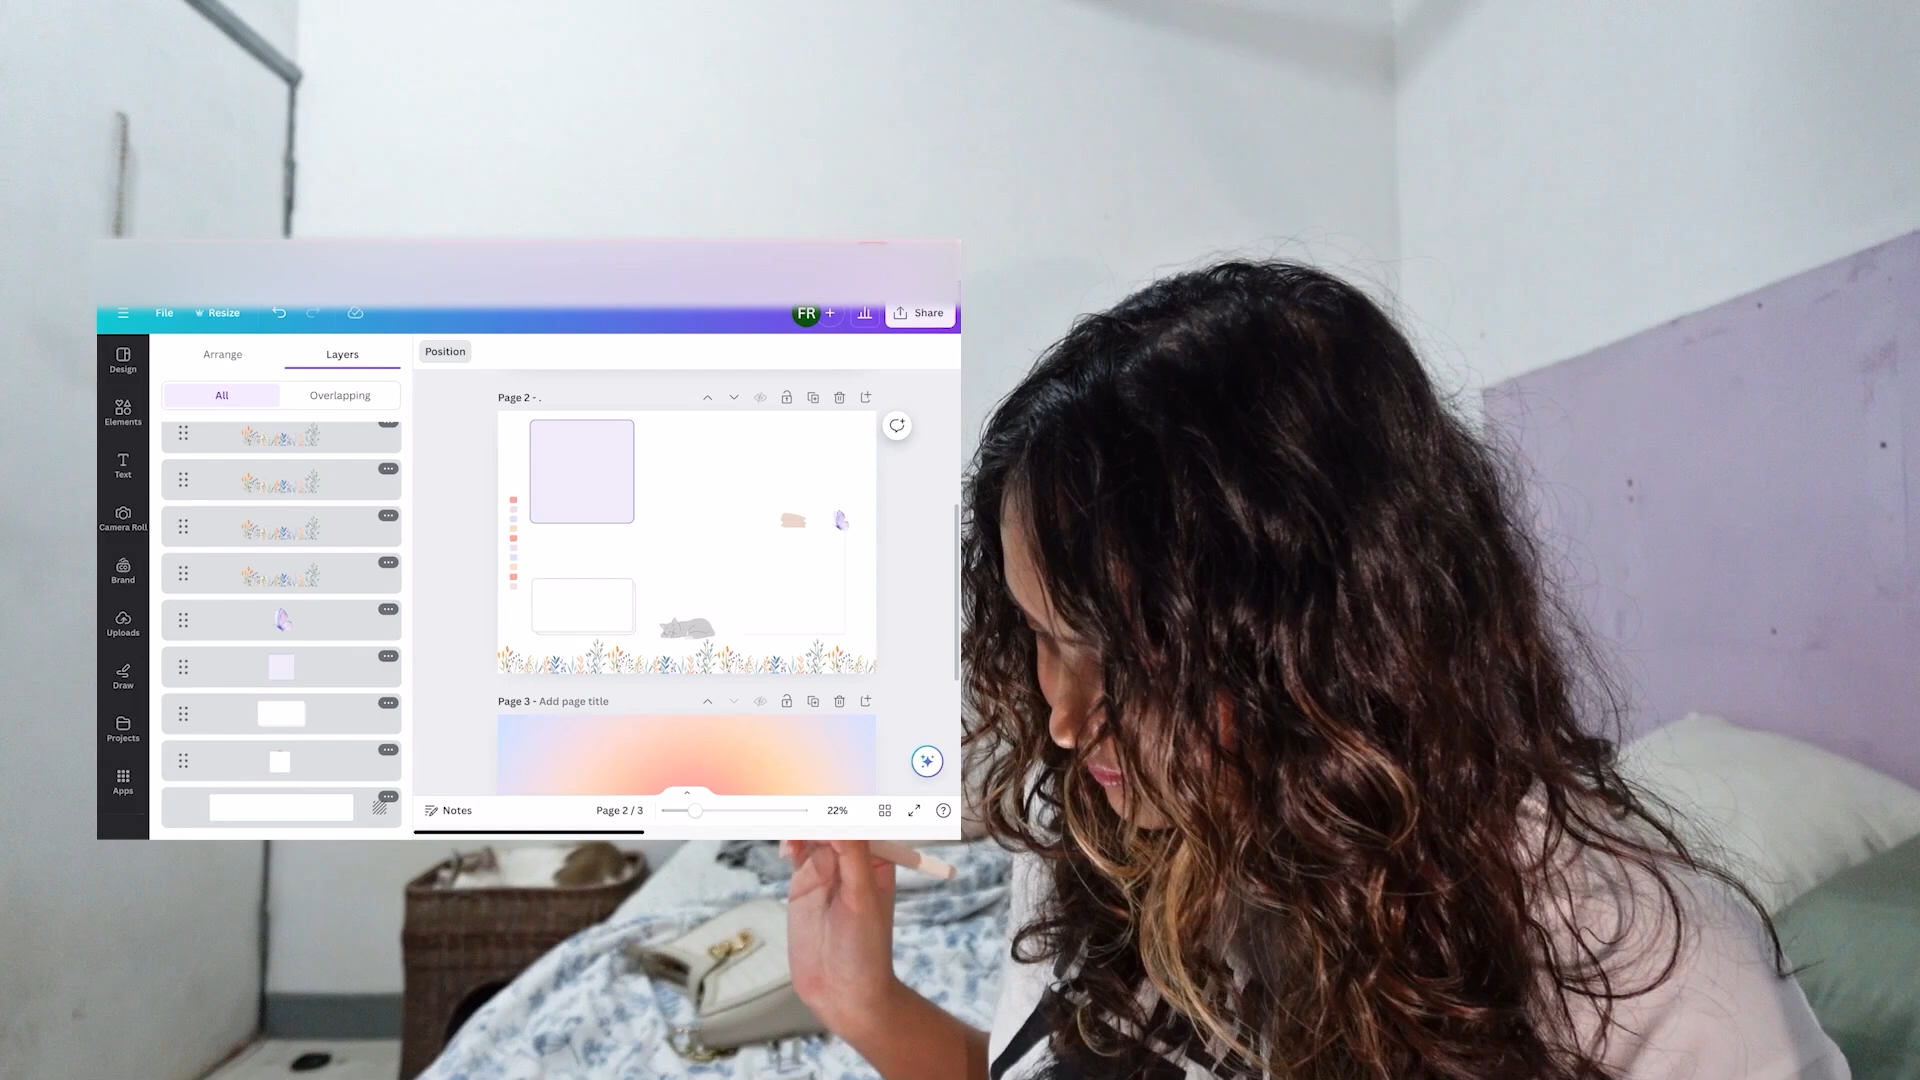 File
Resize
FR
+
Share
Arrange
Layers
Position
All
Overlapping
Design
Elements
Text
Camera Roll
Brand
Uploads
Draw
Projects
Apps
Page 2 - .
Page 3 - Add page title
Notes
Page 2 / 3
22%
?